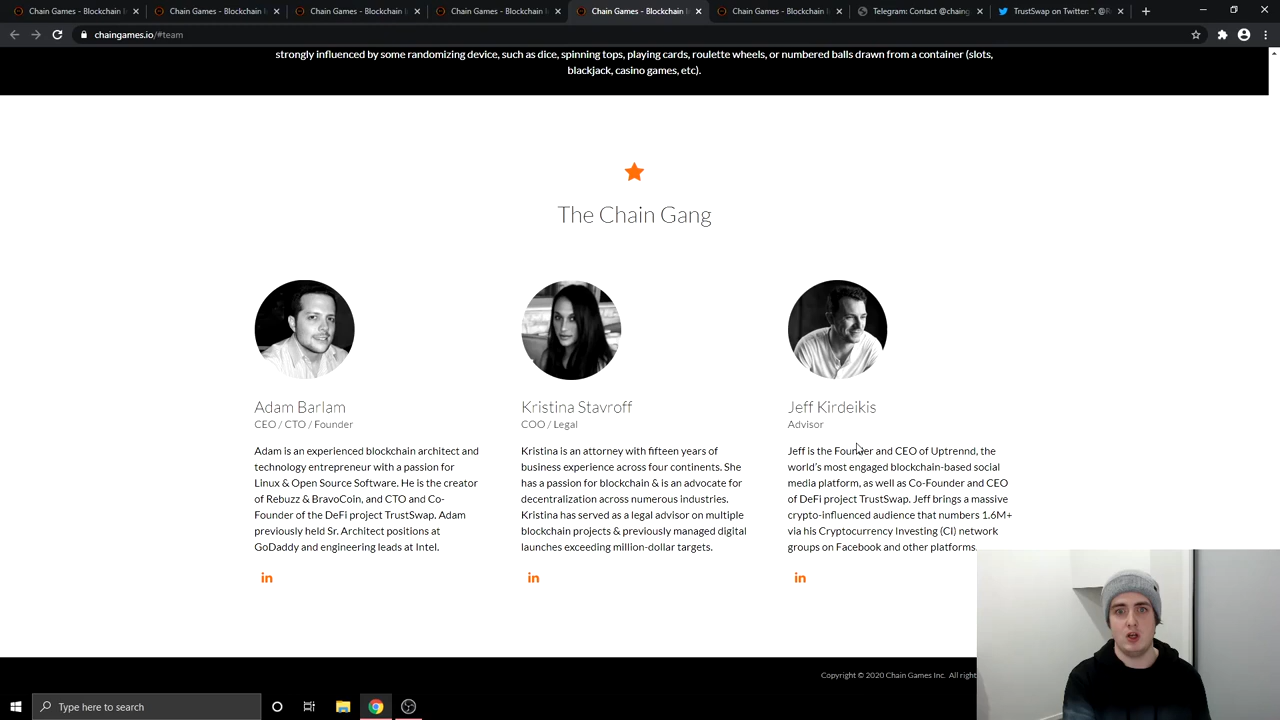 Chain Games - Blockchain
Chain Games - Blockchain
Chain Games - Blockchain
Chain Games - Blockchain
Chain Games - Blockchain
Chain Games - Blockchain
Telegram: Contact @chaing
TrustSwap on Twitter: ". @R
chaingames.io/#team
strongly influenced by some randomizing device, such as dice, spinning tops, playing cards, roulette wheels, or numbered balls drawn from a container (slots,
blackjack, casino games, etc).
The Chain Gang
Adam Barlam
CEO / CTO / Founder
Adam is an experienced blockchain architect and
technology entrepreneur with a passion for
Linux & Open Source Software. He is the creator
of Rebuzz & BravoCoin, and CTO and Co-
Founder of the DeFi project TrustSwap. Adam
previously held Sr. Architect positions at
GoDaddy and engineering leads at Intel.
in
Kristina Stavroff
COO / Legal
Kristina is an attorney with fifteen years of
business experience across four continents. She
has a passion for blockchain & is an advocate for
decentralization across numerous industries.
Kristina has served as a legal advisor on multiple
blockchain projects & previously managed digital
launches exceeding million-dollar targets.
in
Jeff Kirdeikis
Advisor
Jeff is the Founder and CEO of Uptrennd, the
world's most engaged blockchain-based social
media platform, as well as Co-Founder and CEO
of DeFi project TrustSwap. Jeff brings a massive
crypto-influenced audience that numbers 1.6M+
via his Cryptocurrency Investing (CI) network
groups on Facebook and other platforms.
in
Copyright © 2020 Chain Games Inc. All right
Type here to search